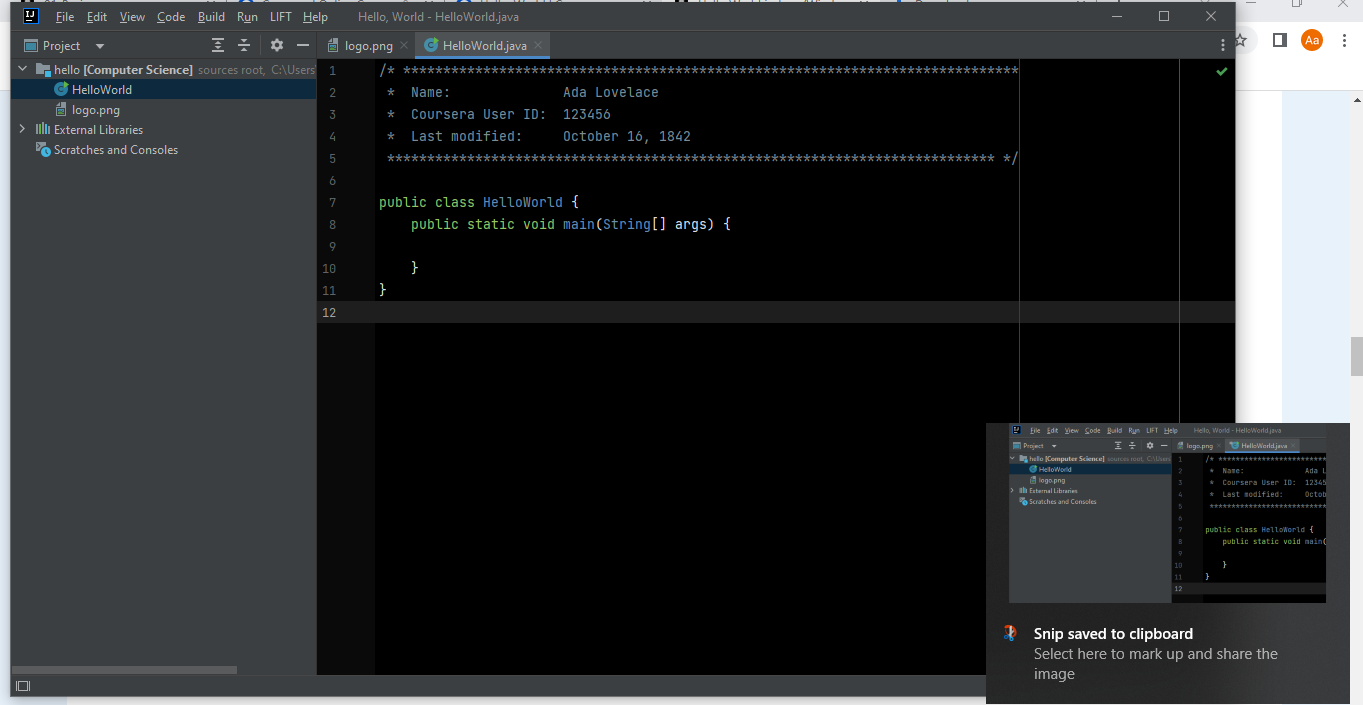 File Edit View Code Build Run LIFT Help Hello, World - HelloWorld.java
Project
logo.png
HelloWorld.java
Aa
hello [Computer Science] sources root, C:\Users
HelloWorld
logo.png
External Libraries
Scratches and Consoles
1 /* *****************************************************************************
2  *  Name:              Ada Lovelace
3  *  Coursera User ID:  123456
4  *  Last modified:     October 16, 1842
5  **************************************************************************** */
6
7 public class HelloWorld {
8     public static void main(String[] args) {
9
10     }
11 }
12
File Edit View Code Build Run LIFT Help Hello, World - HelloWorld.java
Project
logo.png
HelloWorld.java
hello [Computer Science] sources root, C:\Users
HelloWorld
logo.png
External Libraries
Scratches and Consoles
1 /* ***************************
2  *  Name:              Ada L
3  *  Coursera User ID:  12345
4  *  Last modified:     Octob
5  ***************************
6
7 public class HelloWorld {
8     public static void main(
9
10     }
11 }
12
Snip saved to clipboard
Select here to mark up and share the
image